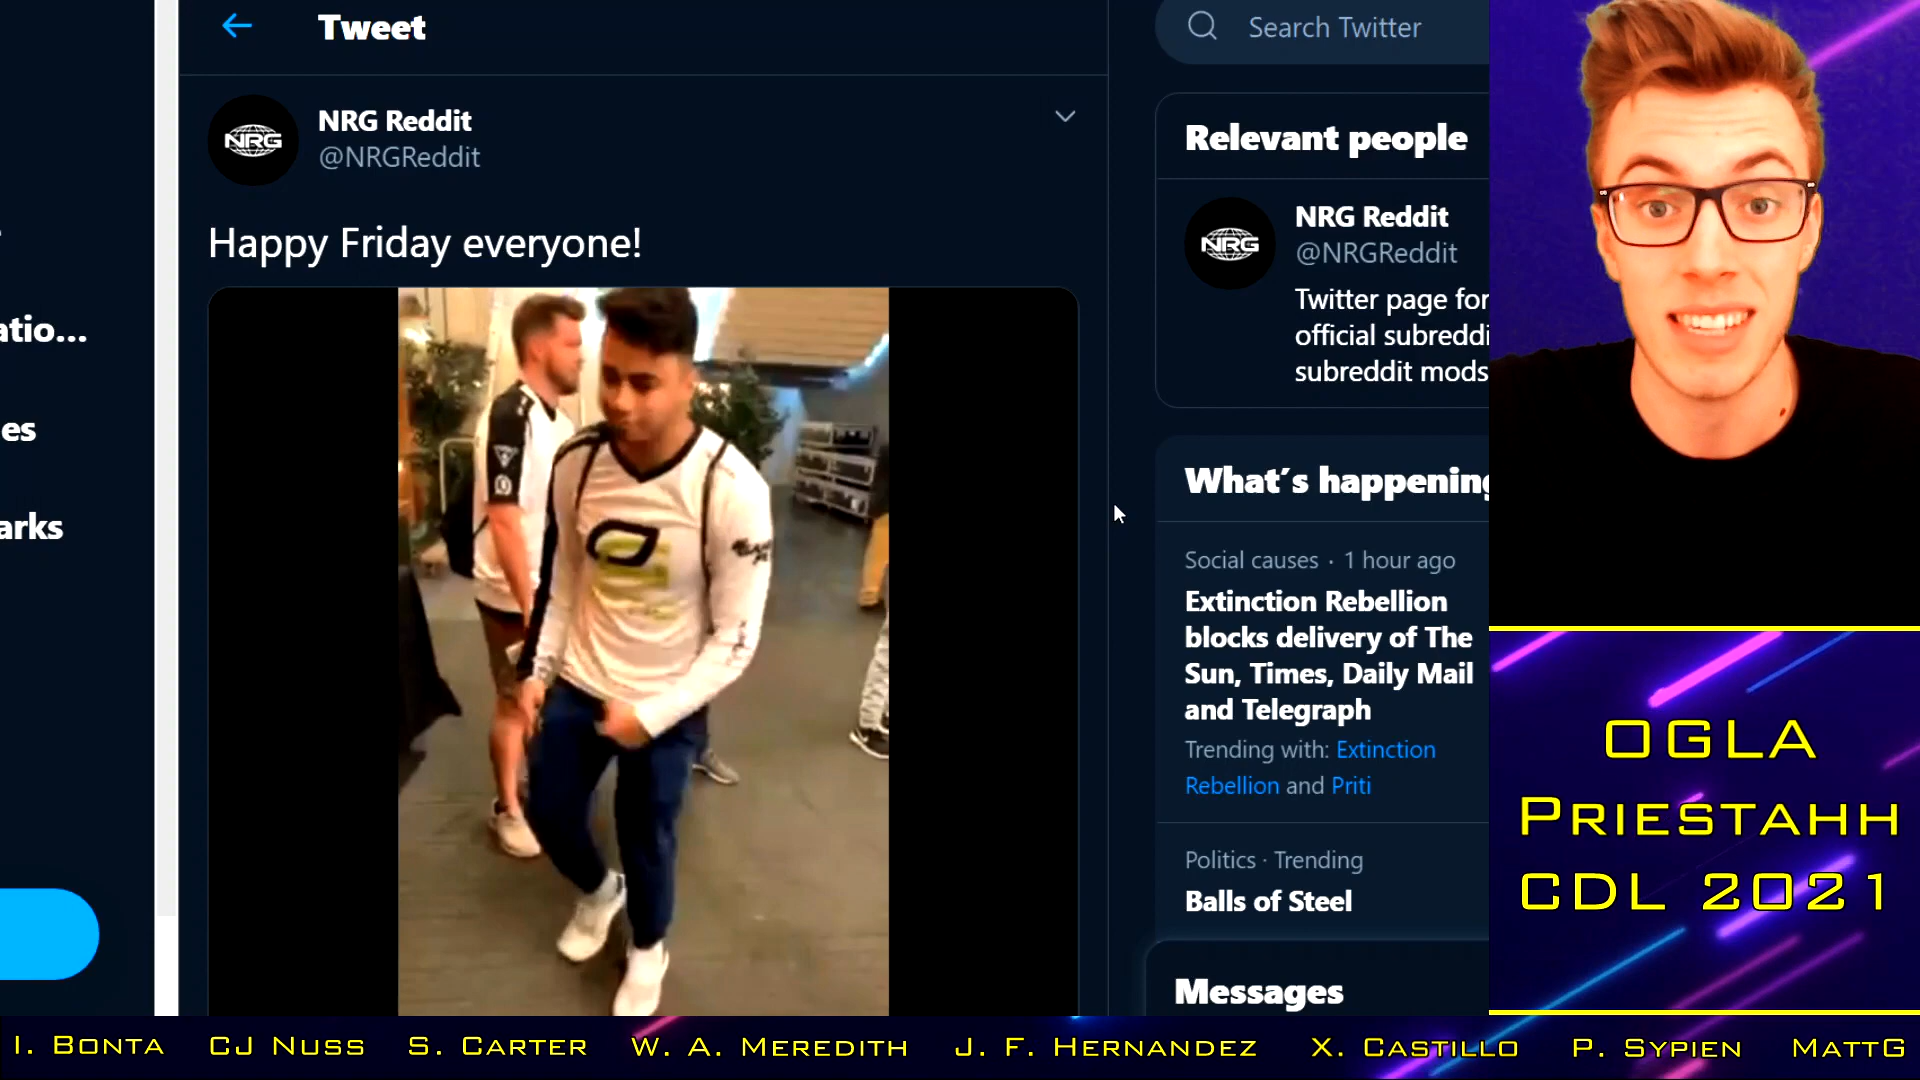 Tweet
NRG Reddit
@NRGReddit
NRG
Happy Friday everyone!
atio...
es
arks
Search Twitter
Relevant people
NRG Reddit
@NRGReddit
NRG
Twitter page for
official subreddi
subreddit mods
What's happening
Social causes · 1 hour ago
Extinction Rebellion
blocks delivery of The
Sun, Times, Daily Mail
and Telegraph
Trending with: Extinction
Rebellion and Priti
Politics · Trending
Balls of Steel
Messages
OGLA
Priestahh
CDL 2021
I. Bonta CJ Nuss S. Carter W. A. Meredith J. F. Hernandez X. Castillo P. Sypien MattG